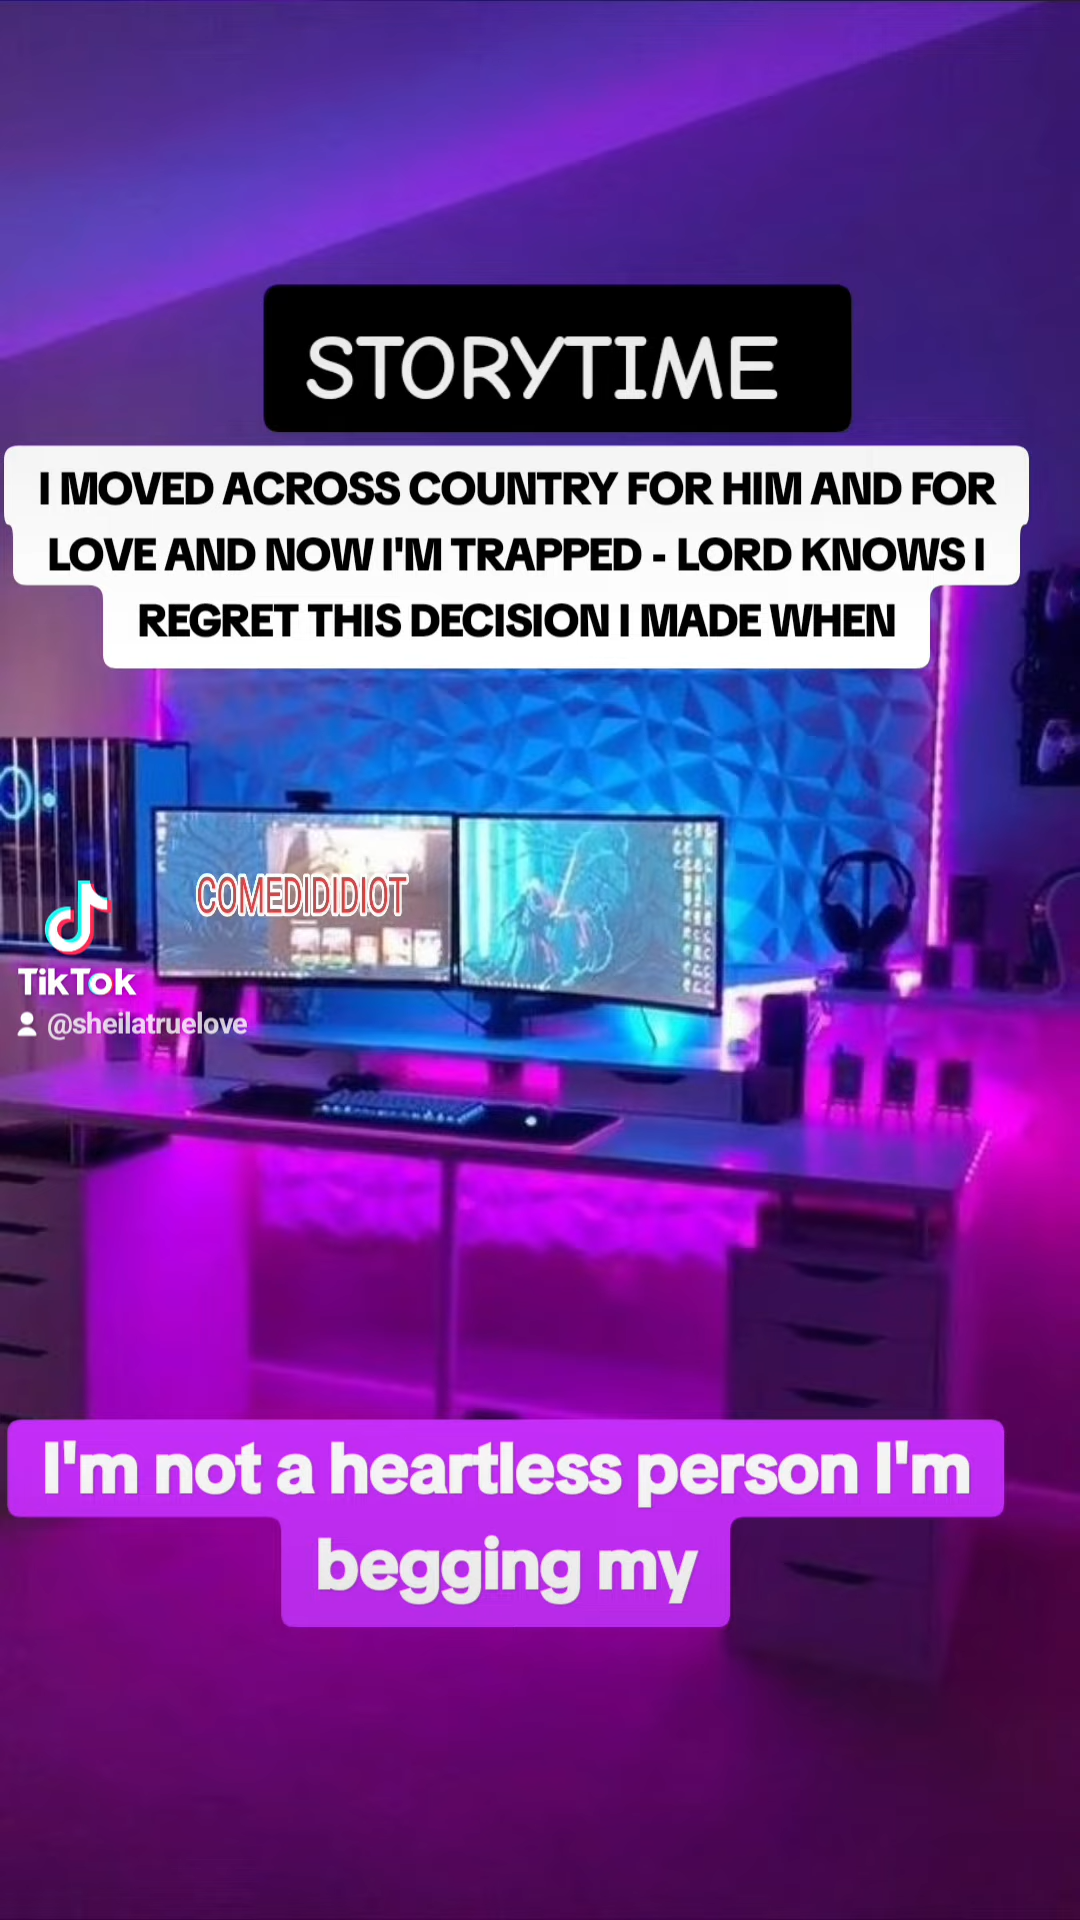 STORYTIME
I MOVED ACROSS COUNTRY FOR HIM AND FOR
LOVE AND NOW I'M TRAPPED - LORD KNOWS I
REGRET THIS DECISION I MADE WHEN
COMEDIDIDIOT
TikTok
@sheilatruelove
I'm not a heartless person I'm
begging my